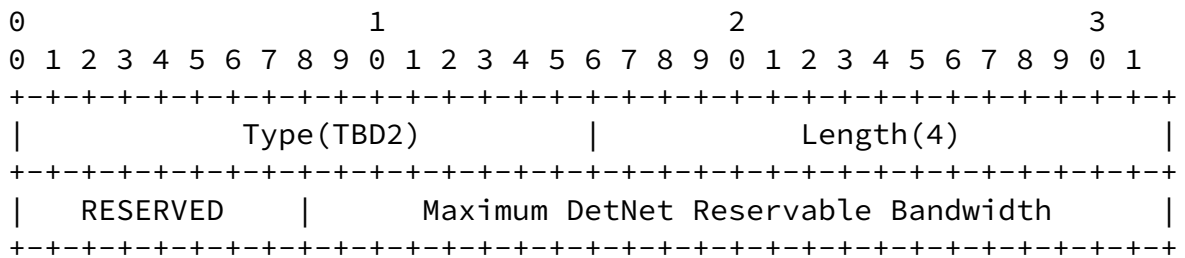 0                   1                   2                   3
0 1 2 3 4 5 6 7 8 9 0 1 2 3 4 5 6 7 8 9 0 1 2 3 4 5 6 7 8 9 0 1
+-+-+-+-+-+-+-+-+-+-+-+-+-+-+-+-+-+-+-+-+-+-+-+-+-+-+-+-+-+-+-+-+
|            Type(TBD2)         |           Length(4)           |
+-+-+-+-+-+-+-+-+-+-+-+-+-+-+-+-+-+-+-+-+-+-+-+-+-+-+-+-+-+-+-+-+
|   RESERVED    |      Maximum DetNet Reservable Bandwidth      |
+-+-+-+-+-+-+-+-+-+-+-+-+-+-+-+-+-+-+-+-+-+-+-+-+-+-+-+-+-+-+-+-+